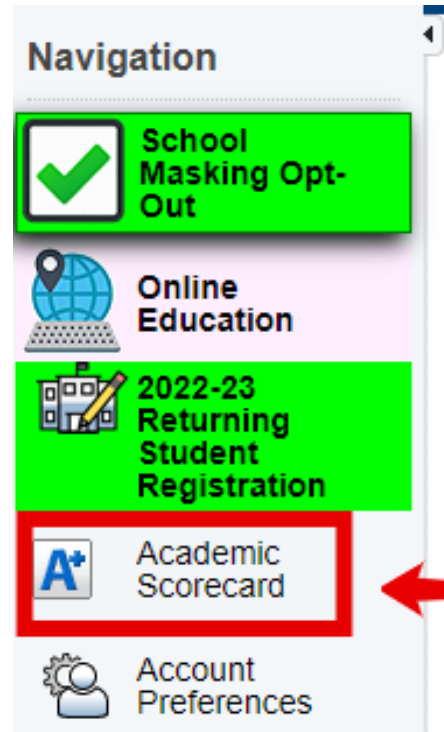 Navigation
School
Masking Opt-
Out
Online
Education
2022-23
Returning
Student
Registration
A+
Academic
Scorecard
Account
Preferences